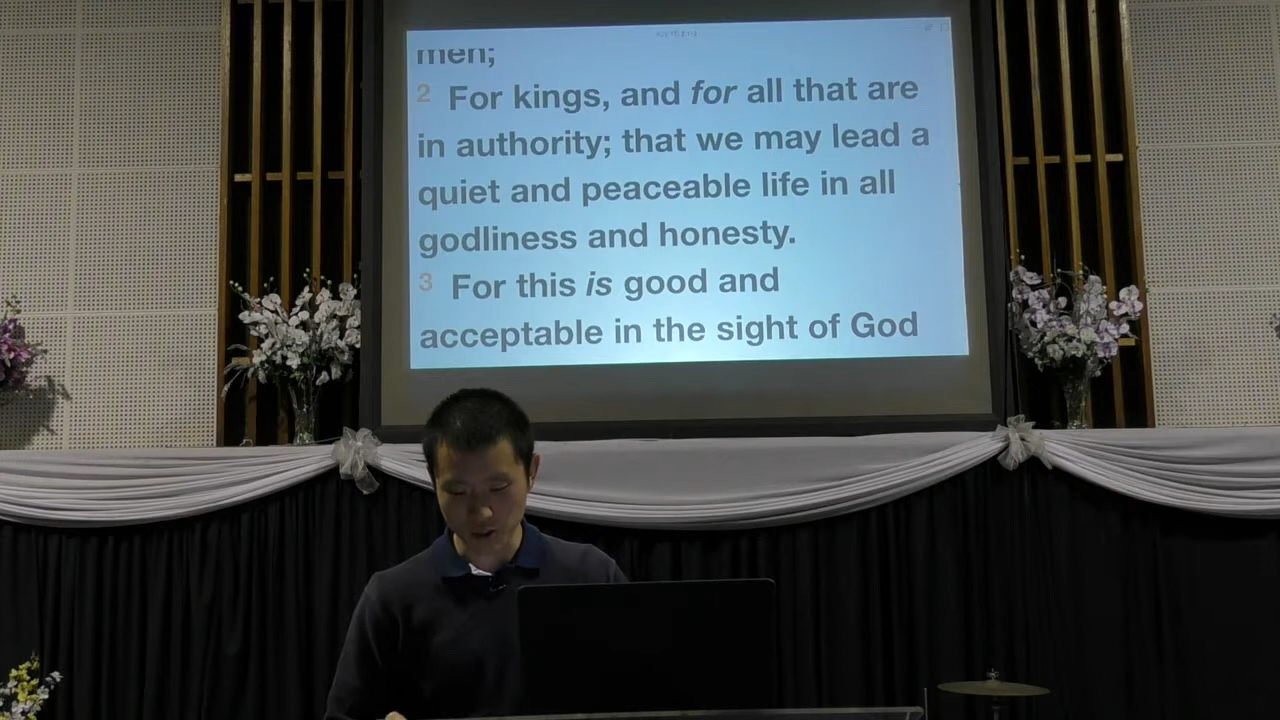 men;
2 For kings, and for all that are
in authority; that we may lead a
quiet and peaceable life in all
godliness and honesty.
3 For this is good and
acceptable in the sight of God